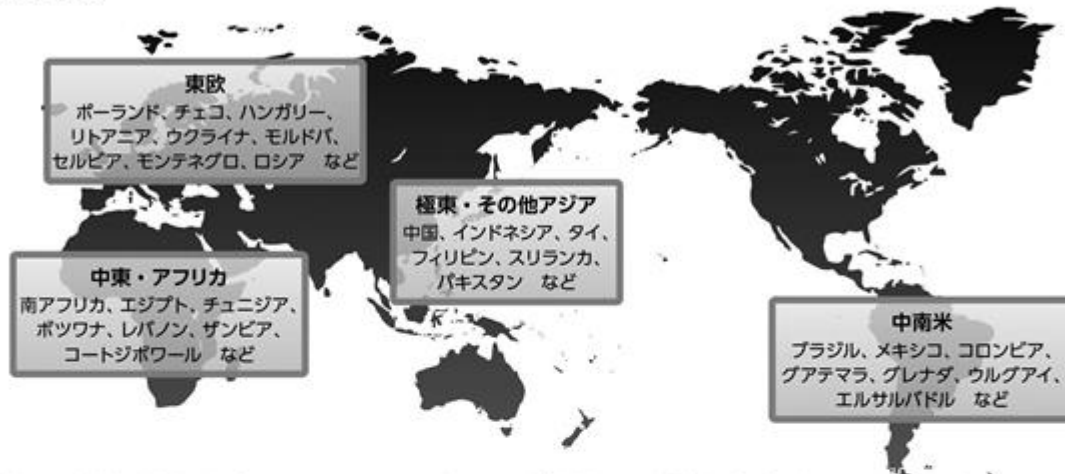 東欧
ポーランド、チェコ、ハンガリー、
リトアニア、ウクライナ、モルドバ、
セルビア、モンテネグロ、ロシア　など
極東・その他アジア
中国、インドネシア、タイ、
フィリピン、スリランカ、
パキスタン　など
中東・アフリカ
南アフリカ、エジプト、チュニジア、
ボツワナ、レバノン、ザンビア、
コートジボワール　など
中南米
ブラジル、メキシコ、コロンビア、
グアテマラ、グレナダ、ウルグアイ、
エルサルバドル　など